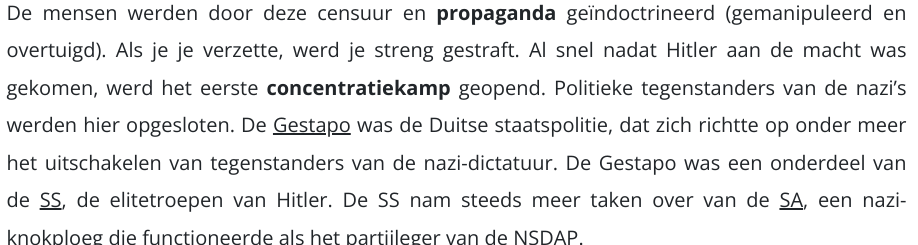 De mensen werden door deze censuur en propaganda geïndoctrineerd (gemanipuleerd en
overtuigd). Als je je verzette, werd je streng gestraft. Al snel nadat Hitler aan de macht was
gekomen, werd het eerste concentratiekamp geopend. Politieke tegenstanders van de nazi’s
werden hier opgesloten. De Gestapo was de Duitse staatspolitie, dat zich richtte op onder meer
het uitschakelen van tegenstanders van de nazi-dictatuur. De Gestapo was een onderdeel van
de SS, de elitetroepen van Hitler. De SS nam steeds meer taken over van de SA, een nazi-
knokploeg die functioneerde als het partijleger van de NSDAP.